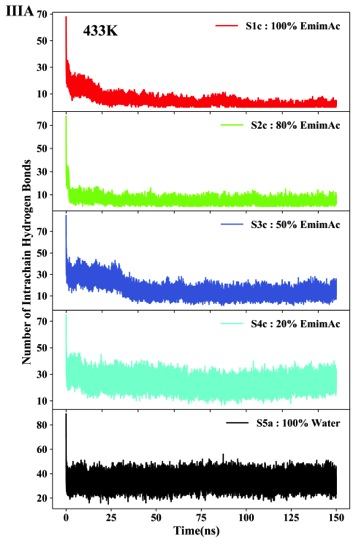 IIIA
433K
S1c : 100% EmimAc
70
50
30
10
S2c : 80% EmimAc
70
50
30
10
S3c : 50% EmimAc
70
50
30
10
S4c : 20% EmimAc
70
50
30
10
S5a : 100% Water
80
60
40
20
0 25 50 75 100 125 150
Time(ns)
Number of Intrachain Hydrogen Bonds